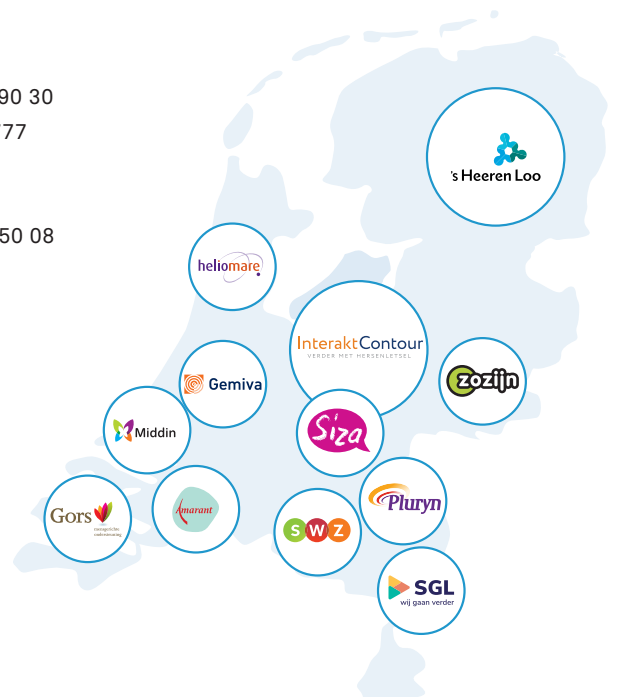 90 30
777
50 08
's Heeren Loo
heliomare
InteraktContour
VERDER MET HERSENLETSEL
Gemiva
zozijn
Middin
Siza
Gors
Amarant
SWZ
Pluryn
SGL
wij gaan verder